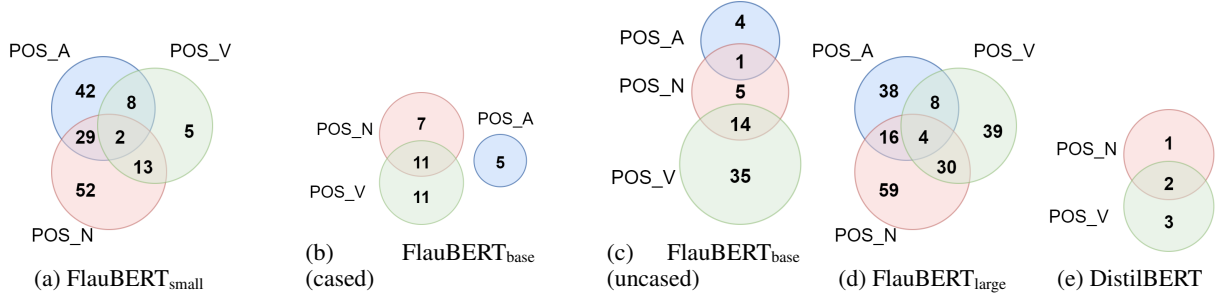 POS_A
POS_V
42
8
5
29
2
13
52
POS_N
(a) FlauBERTsmall
POS_N
7
POS_A
11
5
POS_V
11
(b) FlauBERTbase
(cased)
4
POS_A
1
POS_N
5
14
POS_V
35
(c) FlauBERTbase
(uncased)
POS_A
POS_V
38
8
39
16
4
30
59
POS_N
(d) FlauBERTlarge
1
POS_N
2
POS_V
3
(e) DistilBERT